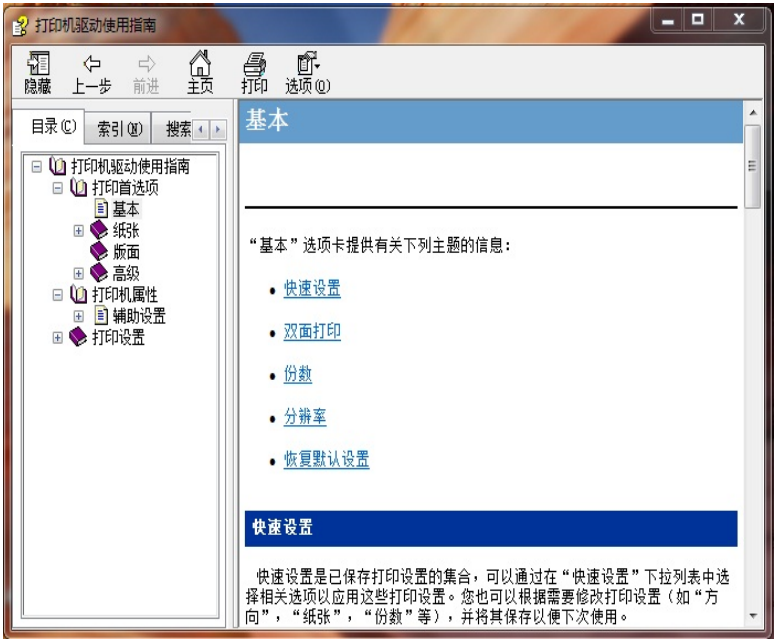 打印机驱动使用指南
隐藏 上一步 前进 主页 打印 选项(O)
目录(C) 索引(N) 搜索
打印机驱动使用指南
打印首选项
基本
纸张
版面
高级
打印机属性
辅助设置
打印设置
基本
“基本”选项卡提供有关下列主题的信息：
• 快速设置
• 双面打印
• 份数
• 分辨率
• 恢复默认设置
快速设置
快速设置是已保存打印设置的集合，可以通过在“快速设置”下拉列表中选
择相关选项以应用这些打印设置。您也可以根据需要修改打印设置（如“方
向”，“纸张”，“份数”等），并将其保存以便下次使用。